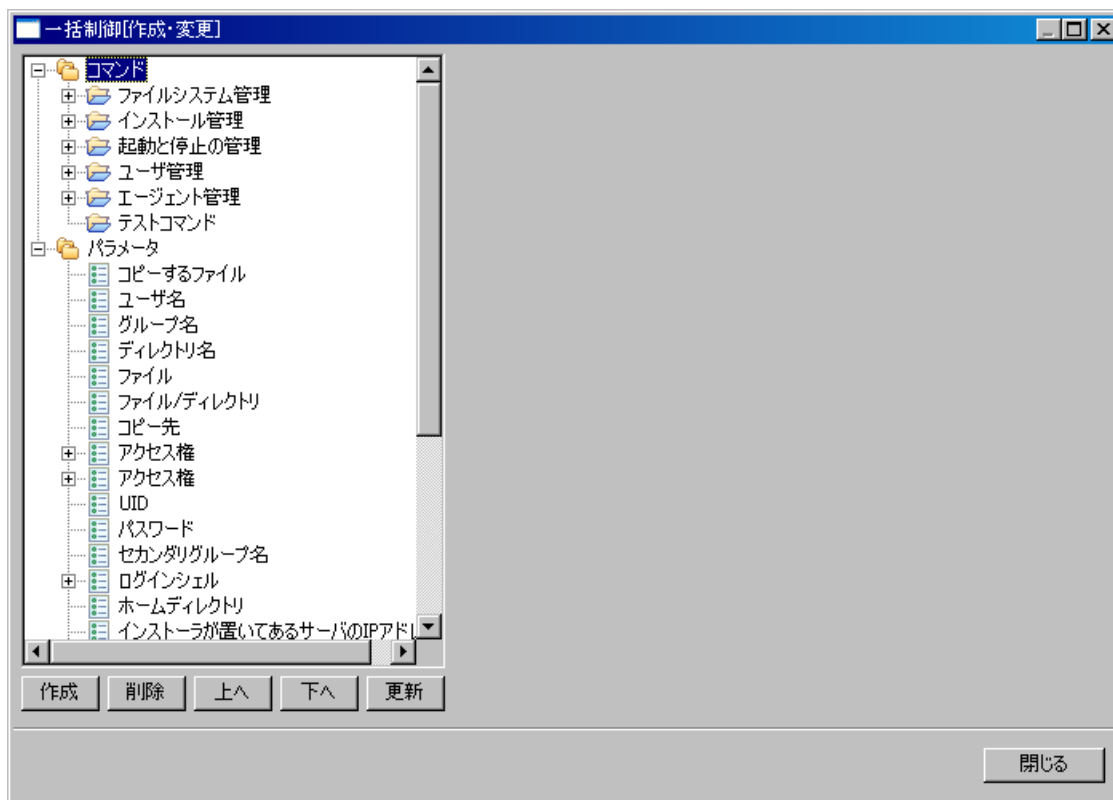 一括制御[作成・変更]
コマンド
ファイルシステム管理
インストール管理
起動と停止の管理
ユーザ管理
エージェント管理
テストコマンド
パラメータ
コピーするファイル
ユーザ名
グループ名
ディレクトリ名
ファイル
ファイル/ディレクトリ
コピー先
アクセス権
アクセス権
UID
パスワード
セカンダリグループ名
ログインシェル
ホームディレクトリ
インストーラが置いてあるサーバのIPアドレ
作成 削除 上へ 下へ 更新
閉じる